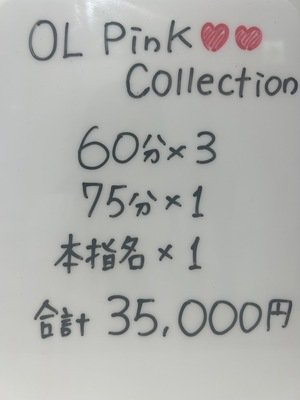 OL Pink♥♥
Collection
60分×3
75分×1
本指名×1
合計 35,000円